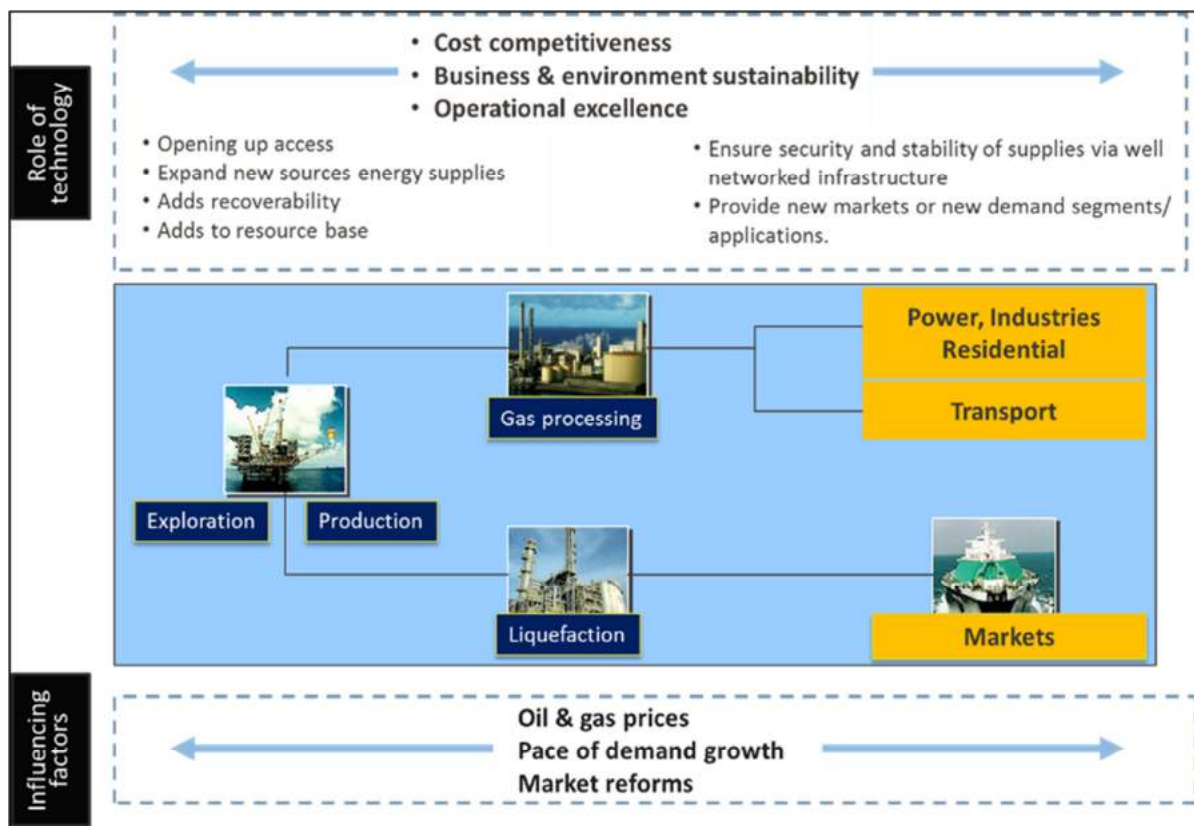 Role of
technology
• Cost competitiveness
• Business & environment sustainability
• Operational excellence
• Opening up access
• Expand new sources energy supplies
• Adds recoverability
• Adds to resource base
• Ensure security and stability of supplies via well
networked infrastructure
• Provide new markets or new demand segments/
applications.
Power, Industries
Residential
Gas processing
Transport
Exploration
Production
Liquefaction
Markets
Influencing
factors
Oil & gas prices
Pace of demand growth
Market reforms